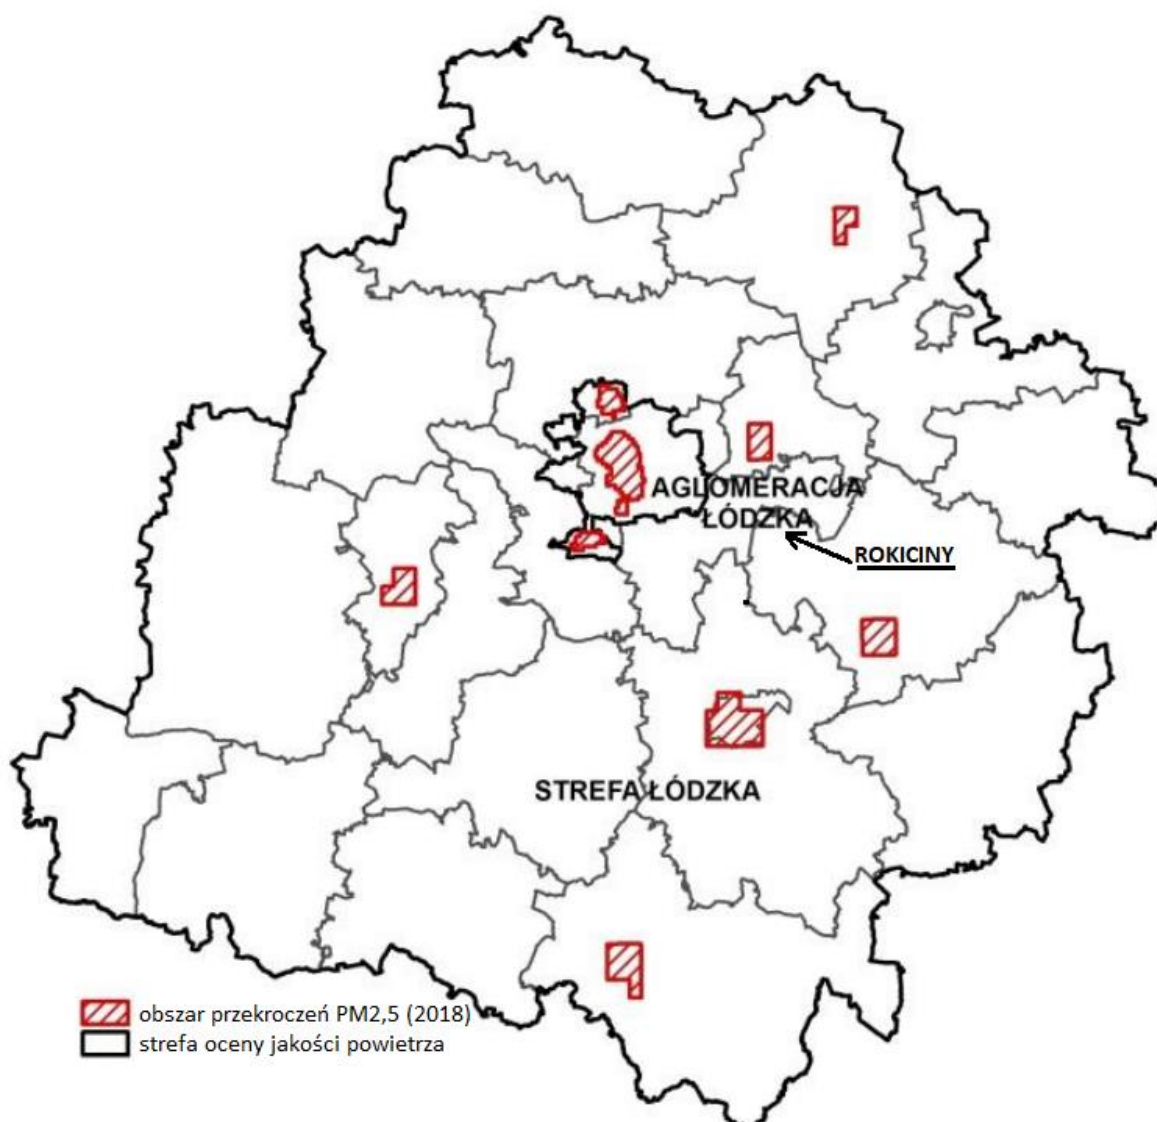 AGLOMERACJA
ŁÓDZKA
ROKICINY
STREFA ŁÓDZKA
obszar przekroczeń PM2,5 (2018)
strefa oceny jakości powietrza